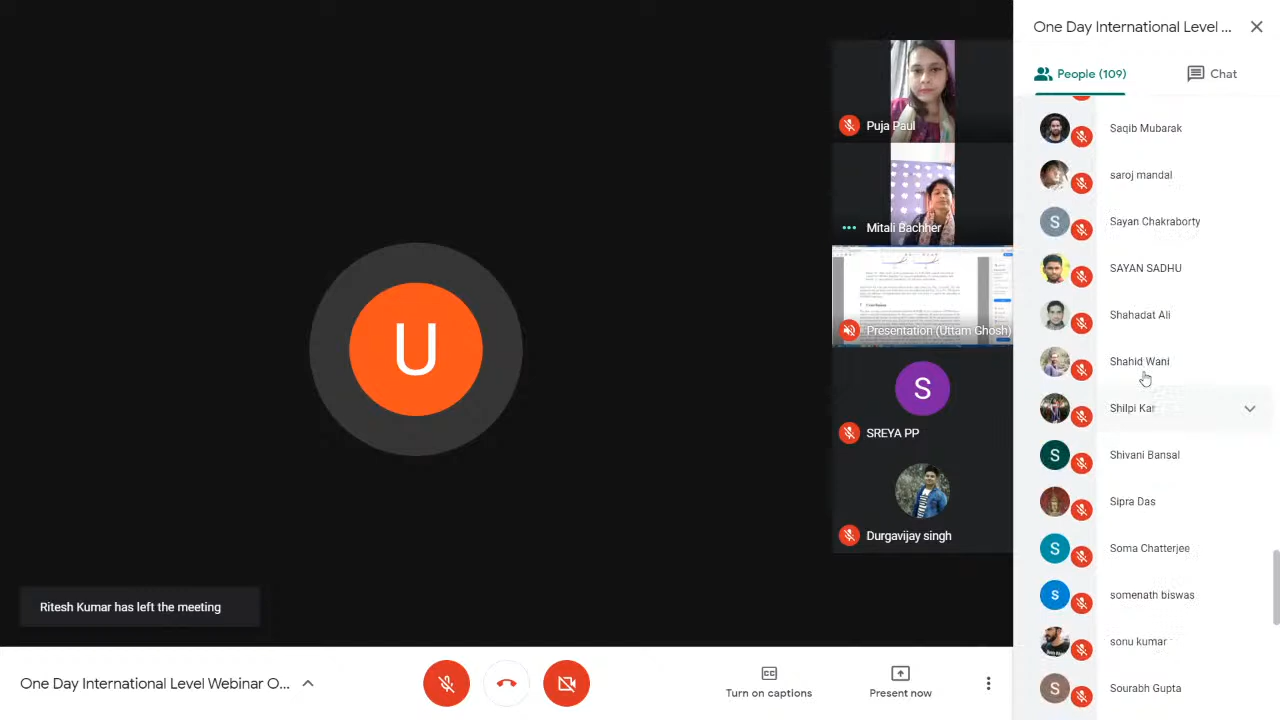 U
Ritesh Kumar has left the meeting
Puja Paul
Mitali Bachher
Presentation (Uttam Ghosh)
S
SREYA PP
Durgavijay singh
One Day International Level Webinar O...
Turn on captions
Present now
One Day International Level ...
People (109)
Chat
Saqib Mubarak
saroj mandal
S
Sayan Chakraborty
SAYAN SADHU
Shahadat Ali
Shahid Wani
Shilpi Kar
S
Shivani Bansal
Sipra Das
S
Soma Chatterjee
s
somenath biswas
sonu kumar
S
Sourabh Gupta